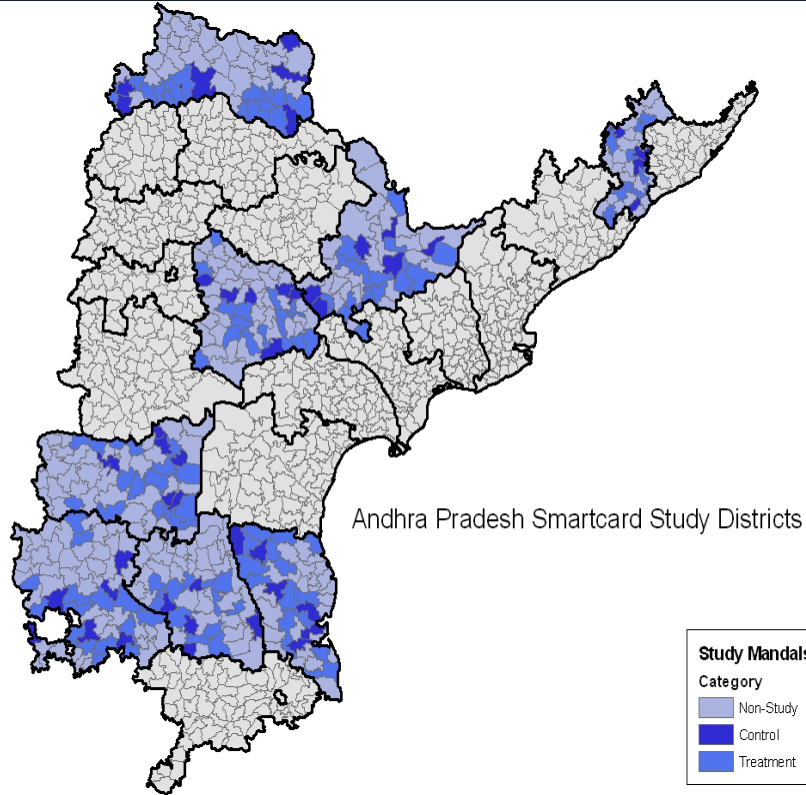 Andhra Pradesh Smartcard Study Districts
Study Mandals
Category
Non-Study
Control
Treatment